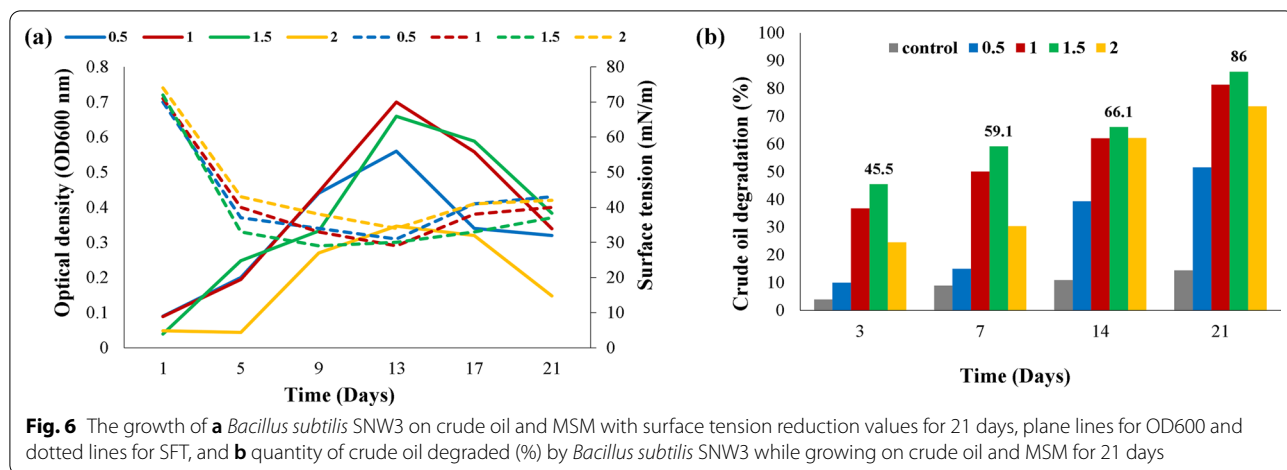 (a)
0.5 1 1.5 2 0.5 1 1.5 2
Optical density (OD600 nm)
0.8
0.7
0.6
0.5
0.4
0.3
0.2
0.1
0
80
70
60
50
40
30
20
10
0
Surface tension (mN/m)
1 5 9 13 17 21
Time (Days)
(b)
control 0.5 1 1.5 2
Crude oil degradation (%)
100
90
80
70
60
50
40
30
20
10
0
45.5
59.1
66.1
86
3 7 14 21
Time (Days)
Fig. 6 The growth of a Bacillus subtilis SNW3 on crude oil and MSM with surface tension reduction values for 21 days, plane lines for OD600 and
dotted lines for SFT, and b quantity of crude oil degraded (%) by Bacillus subtilis SNW3 while growing on crude oil and MSM for 21 days